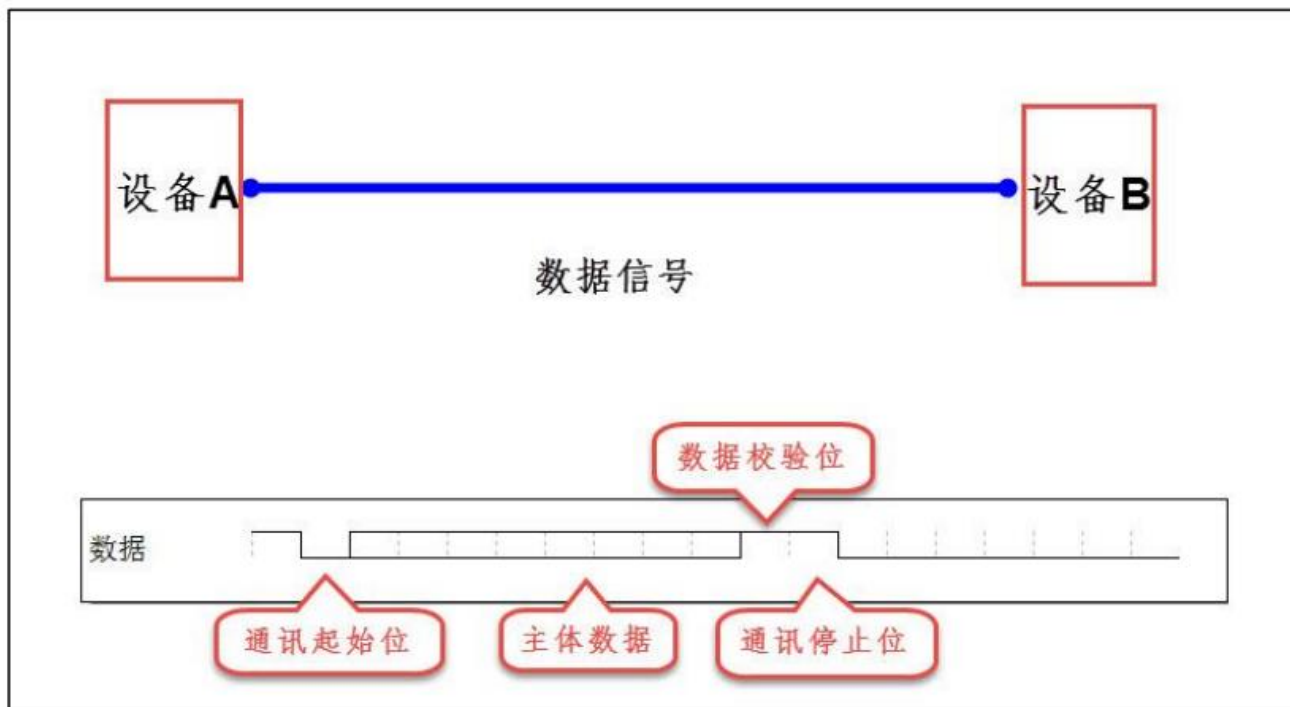 设备A
设备B
数据信号
数据校验位
数据
通讯起始位
主体数据
通讯停止位